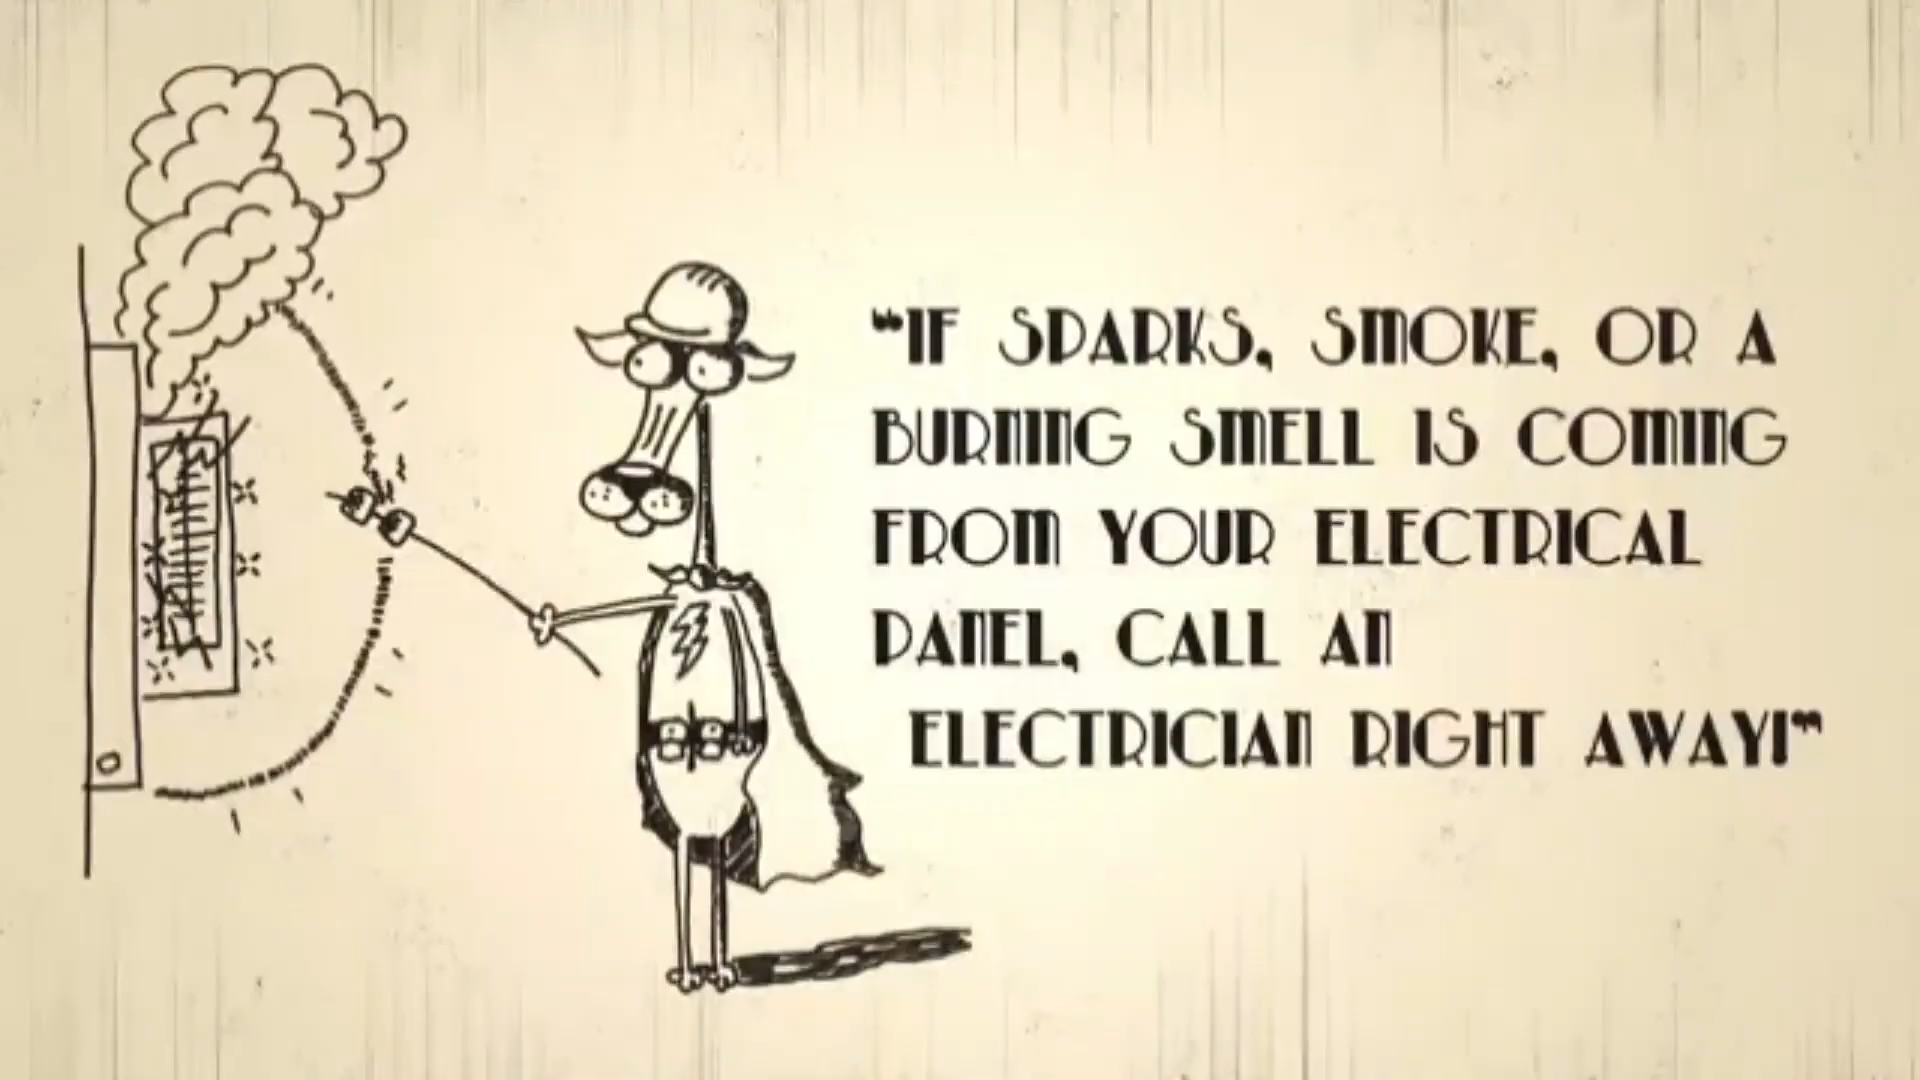 “IF SPARKS, SMOKE, OR A
BURNING SMELL IS COMING
FROM YOUR ELECTRICAL
PANEL, CALL AN
ELECTRICIAN RIGHT AWAY!”